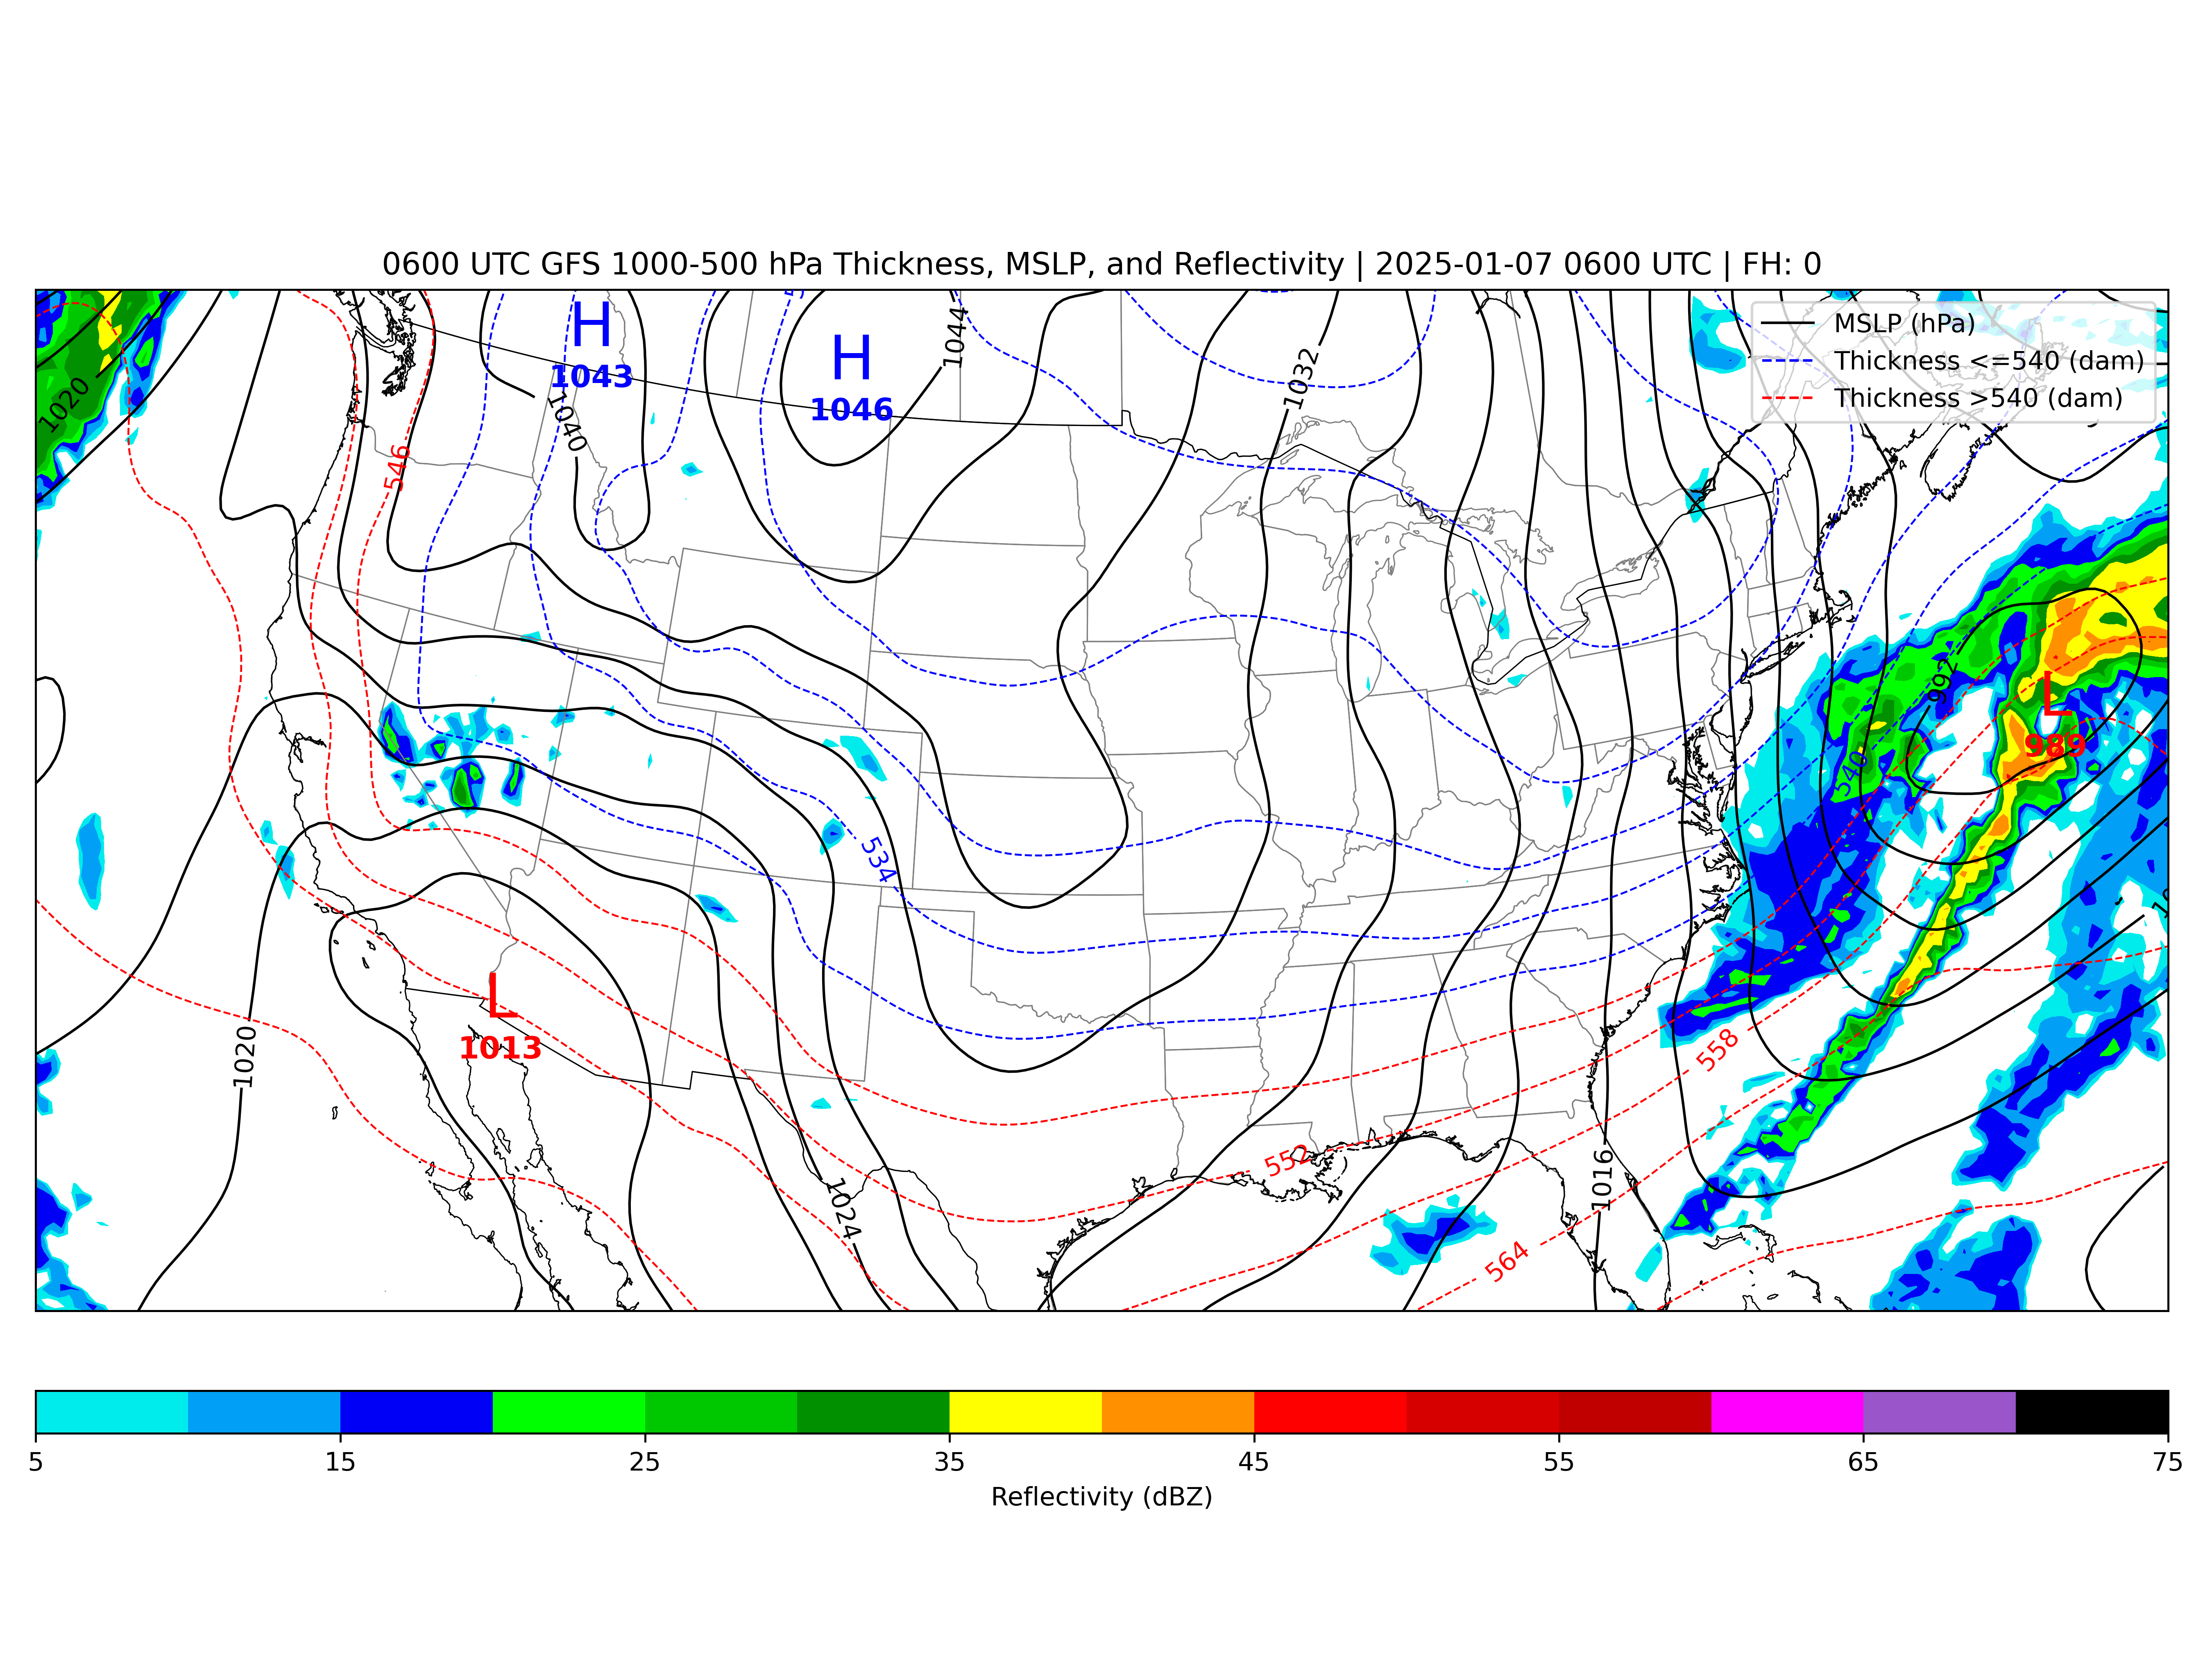 0600 UTC GFS 1000-500 hPa Thickness, MSLP, and Reflectivity | 2025-01-07 0600 UTC | FH: 0
MSLP (hPa)
Thickness <=540 (dam)
Thickness >540 (dam)
H
1043
H
1046
1044
1032
1020
1040
546
992
L
989
540
534
L
1013
1020
558
552
1016
1024
564
5 15 25 35 45 55 65 75
Reflectivity (dBZ)